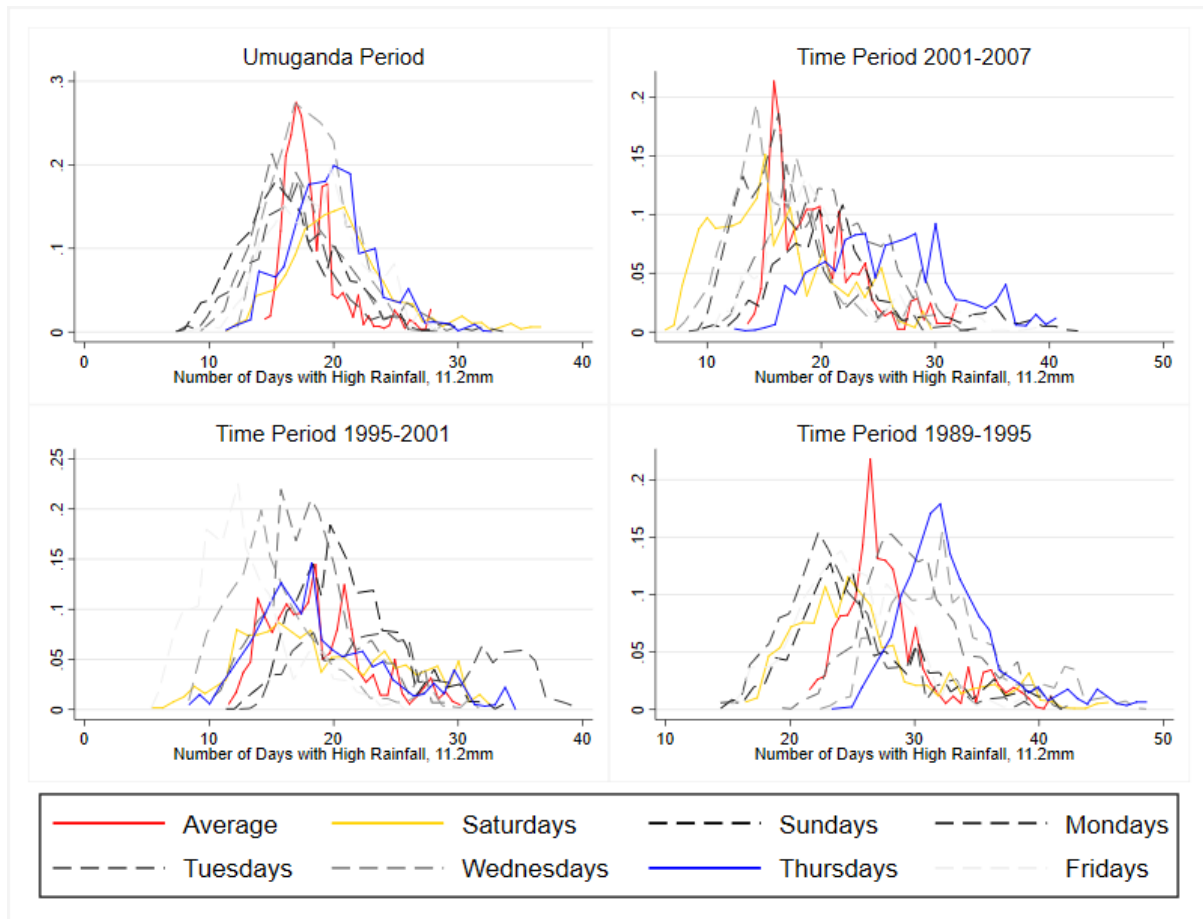 Umuganda Period
.3
.2
.1
0
0 10 20 30 40
Number of Days with High Rainfall, 11.2mm
Time Period 2001-2007
.2
.15
.1
.05
0
10 20 30 40 50
Number of Days with High Rainfall, 11.2mm
Time Period 1995-2001
.25
.2
.15
.1
.05
0
0 10 20 30 40
Number of Days with High Rainfall, 11.2mm
Time Period 1989-1995
.2
.15
.1
.05
0
10 20 30 40 50
Number of Days with High Rainfall, 11.2mm
Average Saturdays Sundays Mondays
Tuesdays Wednesdays Thursdays Fridays